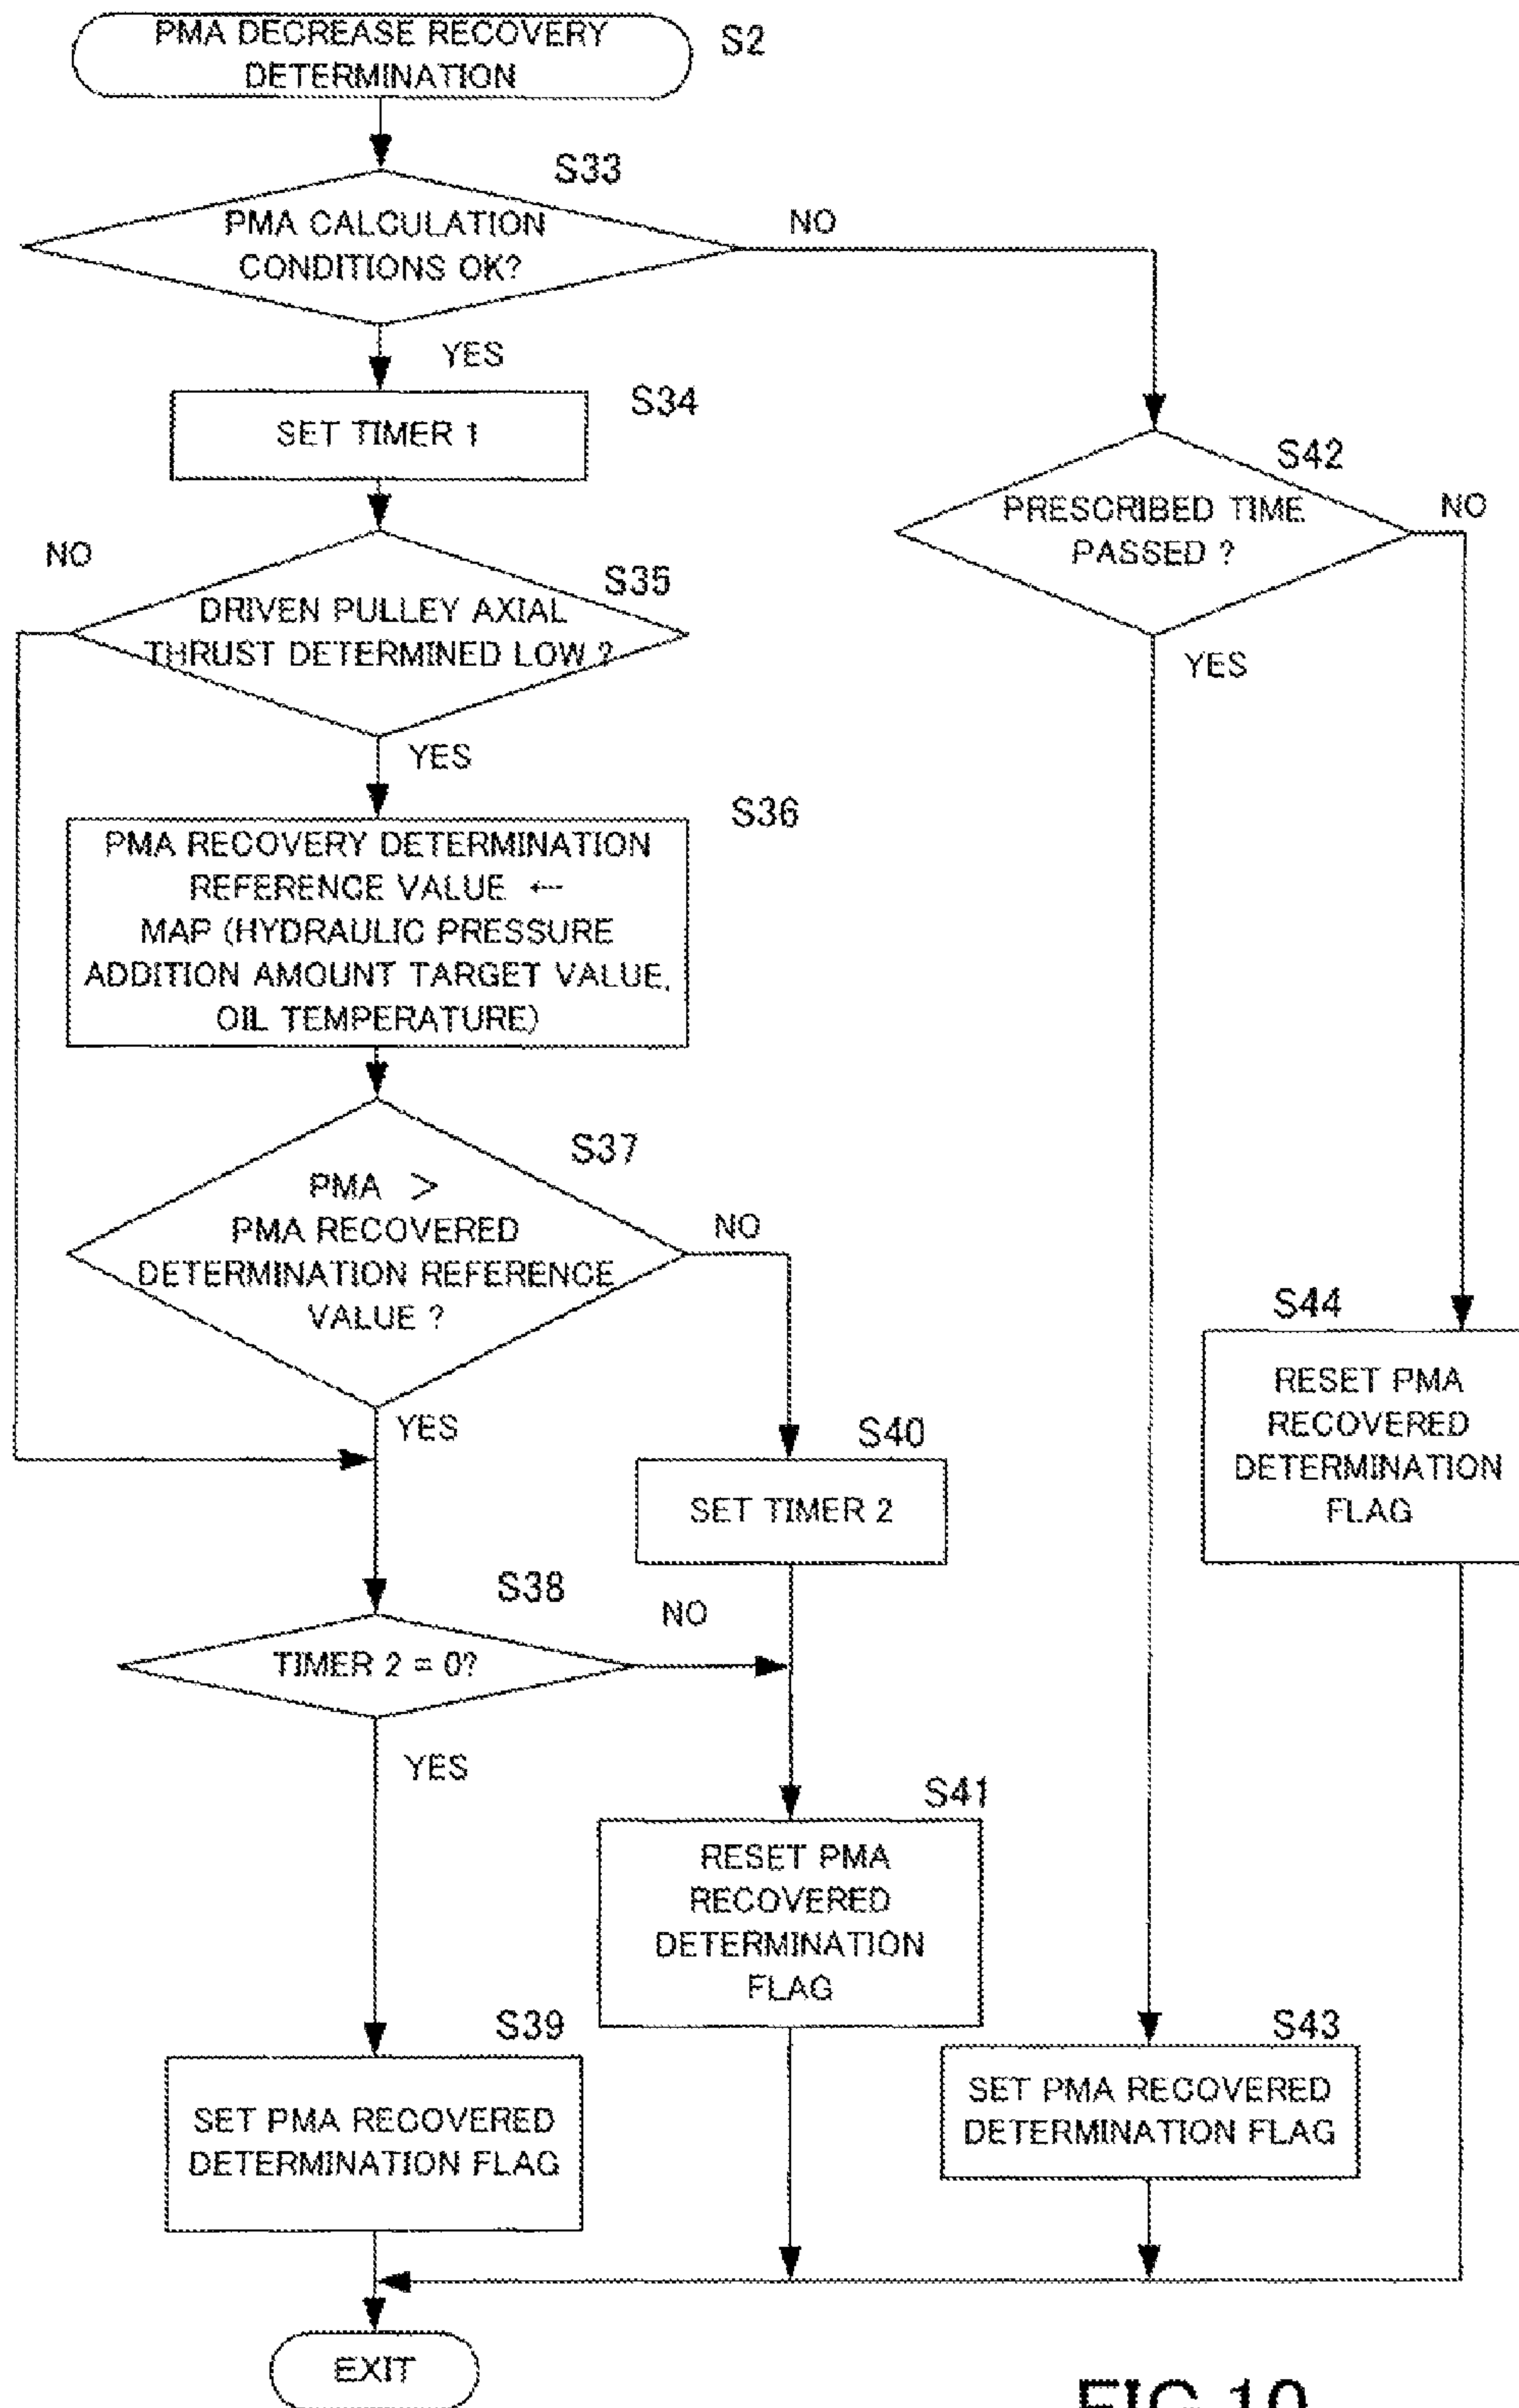 PMA DECREASE RECOVERY
DETERMINATION
S2
S33
PMA CALCULATION
CONDITIONS OK?
NO
YES
S34
SET TIMER 1
S42
PRESCRIBED TIME
PASSED ?
NO
YES
NO
S35
DRIVEN PULLEY AXIAL
THRUST DETERMINED LOW ?
YES
S36
PMA RECOVERY DETERMINATION
REFERENCE VALUE ←
MAP (HYDRAULIC PRESSURE
ADDITION AMOUNT TARGET VALUE,
OIL TEMPERATURE)
S37
PMA >
PMA RECOVERED
DETERMINATION REFERENCE
VALUE ?
NO
YES
S44
RESET PMA
RECOVERED
DETERMINATION
FLAG
S40
SET TIMER 2
S38
TIMER 2 = 0?
NO
YES
S41
RESET PMA
RECOVERED
DETERMINATION
FLAG
S39
SET PMA RECOVERED
DETERMINATION FLAG
S43
SET PMA RECOVERED
DETERMINATION FLAG
EXIT
FIG.10